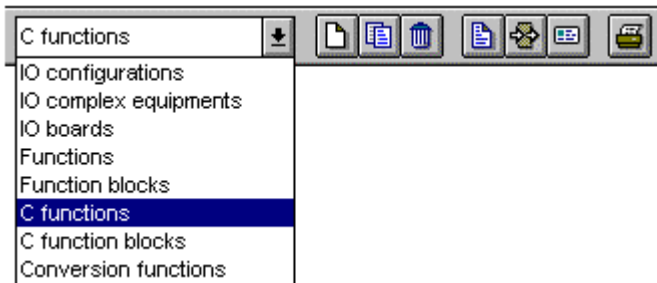 C functions
IO configurations
IO complex equipments
IO boards
Functions
Function blocks
C functions
C function blocks
Conversion functions